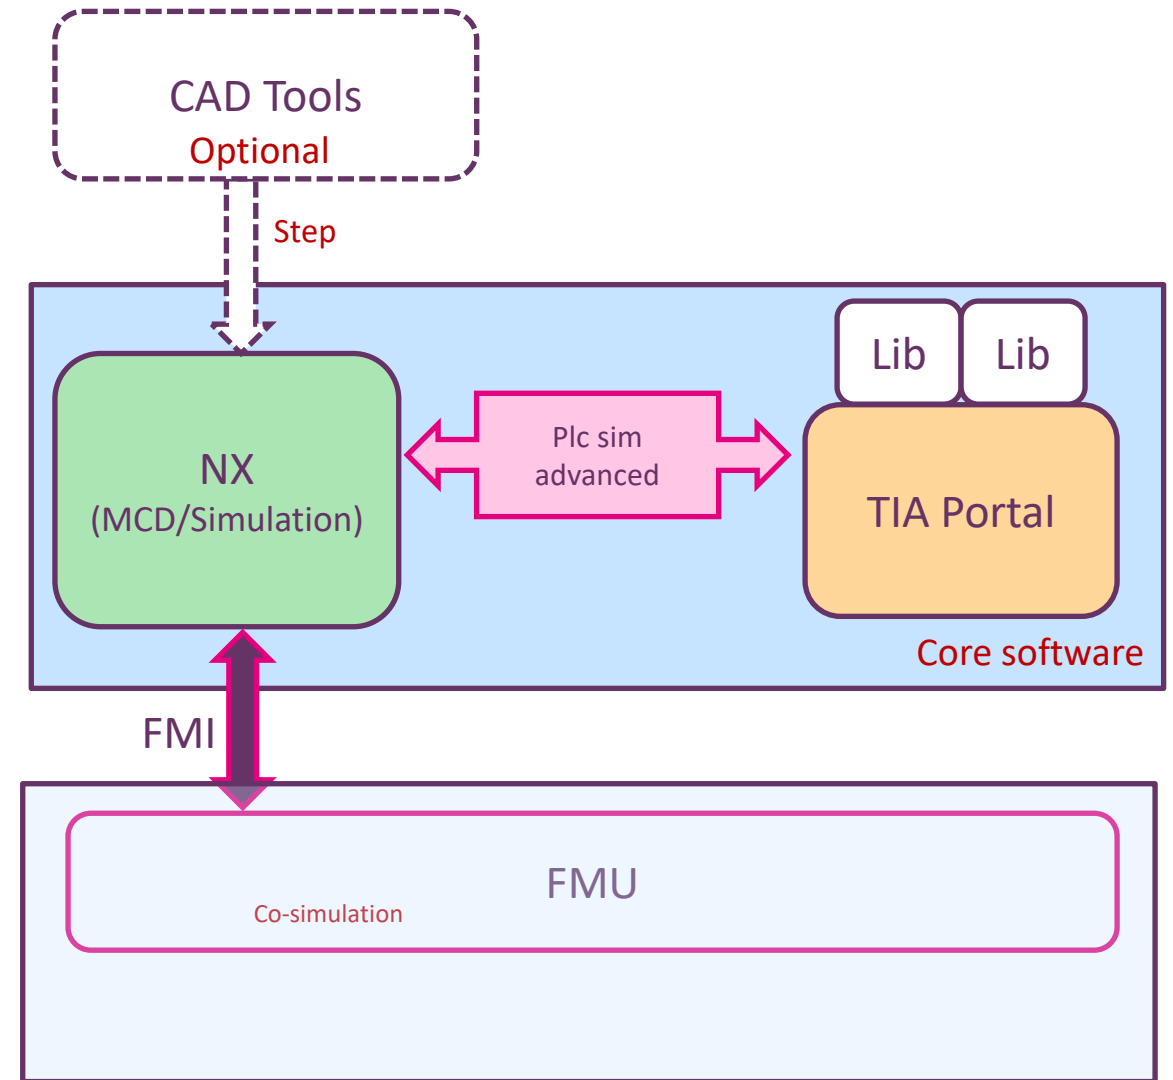 CAD Tools
Optional
Step
Lib Lib
Plc sim
advanced
NX
(MCD/Simulation)
TIA Portal
Core software
FMI
FMU
Co-simulation